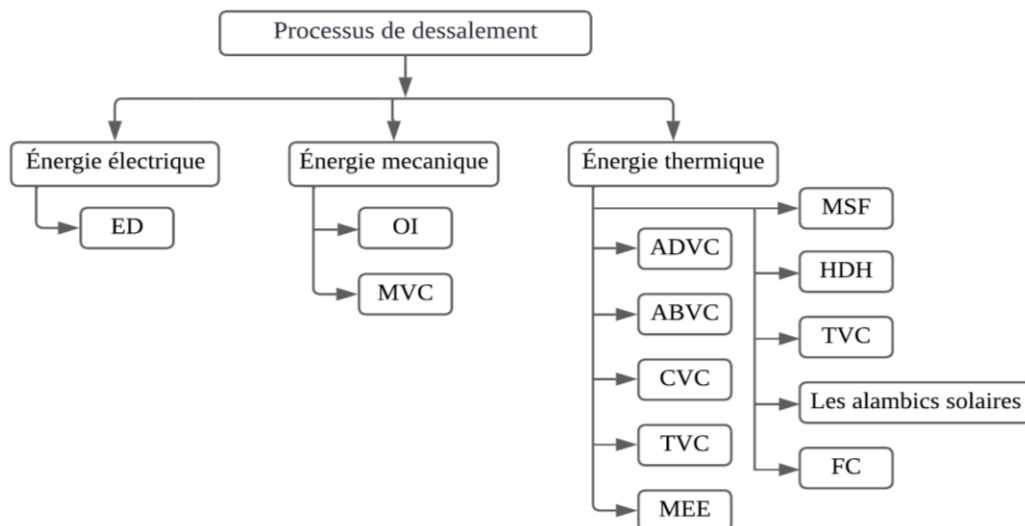 Processus de dessalement
Énergie électrique
Énergie mecanique
Énergie thermique
ED
OI
MVC
ADVC
ABVC
CVC
TVC
MEE
MSF
HDH
TVC
Les alambics solaires
FC